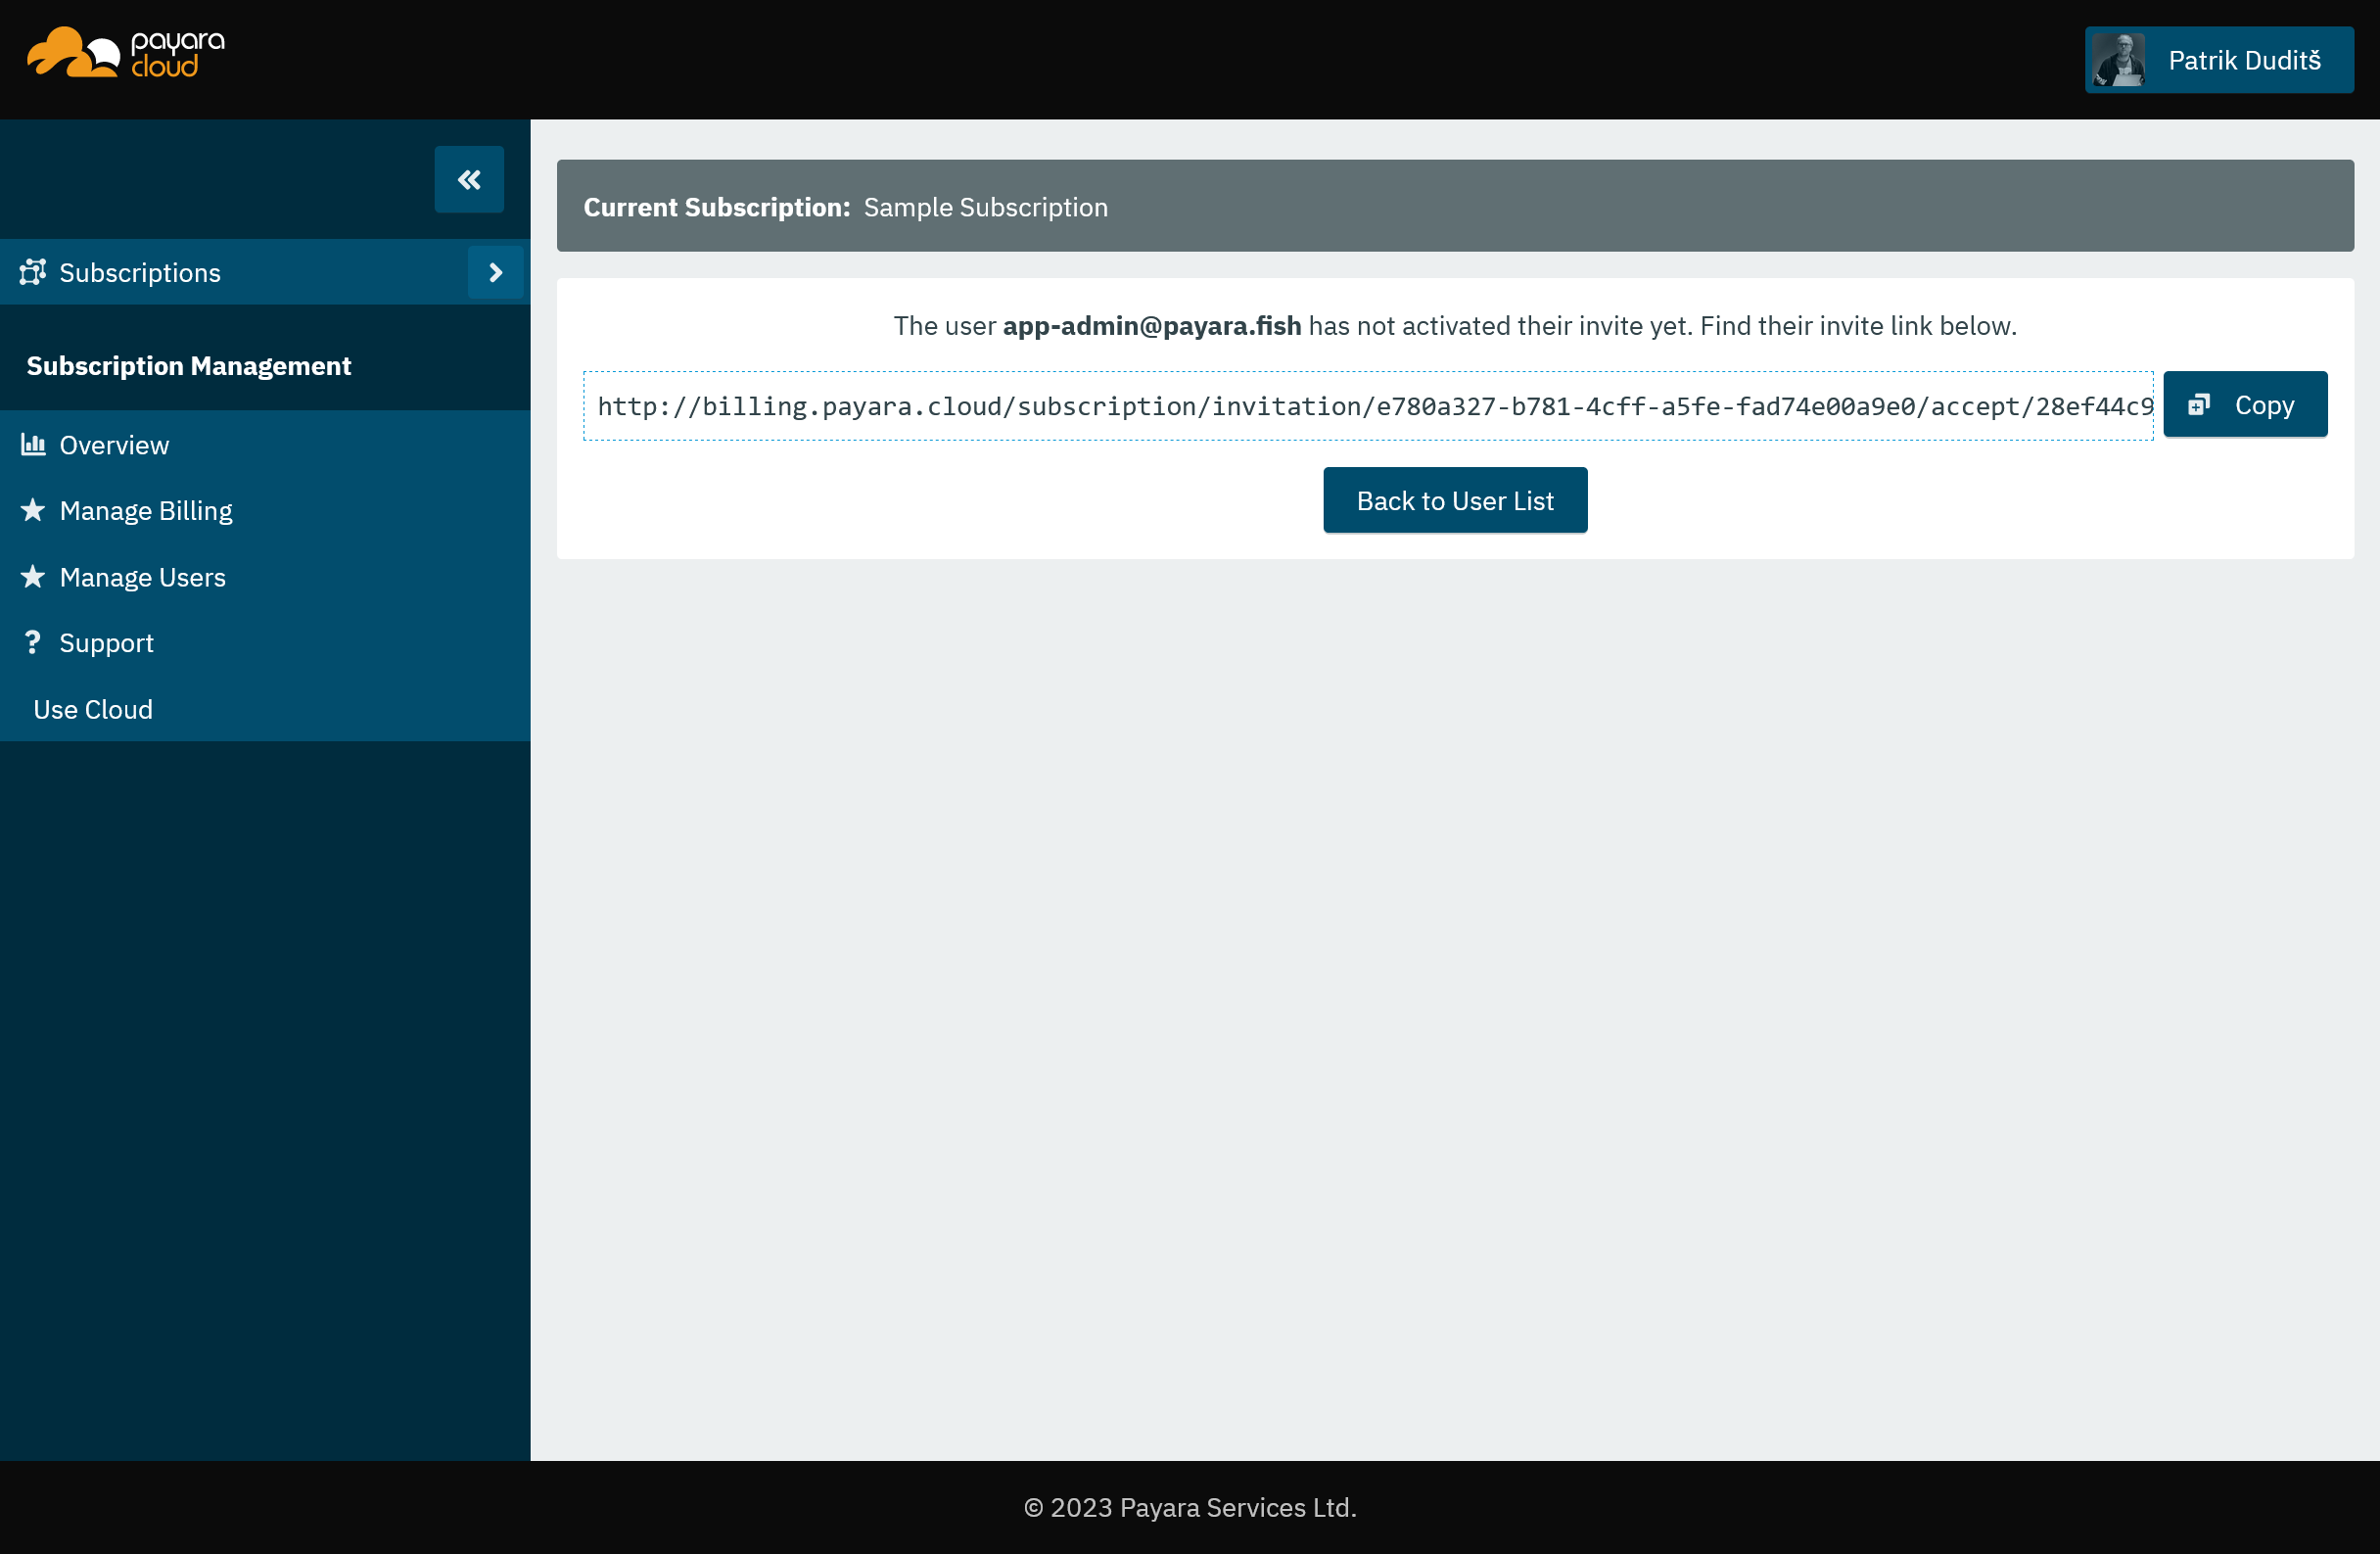 payara
cloud
Patrik Duditš
Subscriptions
Subscription Management
Overview
Manage Billing
Manage Users
Support
Use Cloud
Current Subscription: Sample Subscription
The user app-admin@payara.fish has not activated their invite yet. Find their invite link below.
http://billing.payara.cloud/subscription/invitation/e780a327-b781-4cff-a5fe-fad74e00a9e0/accept/28ef44c9
Copy
Back to User List
© 2023 Payara Services Ltd.